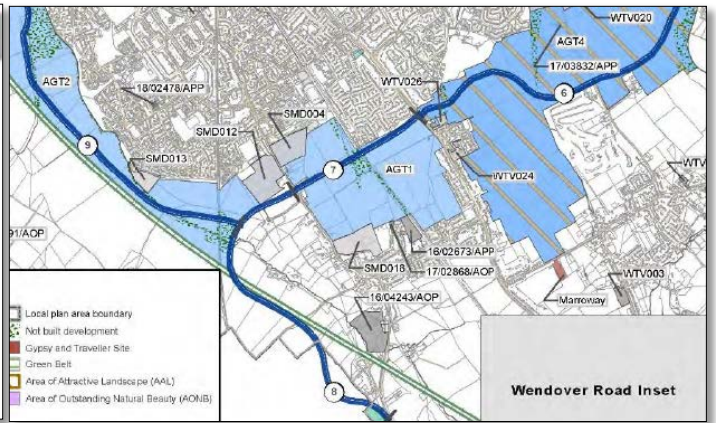 WTV020
AGT4
AGT2
17/03832/APP
18/02478/APP
WTV026
SMD004
SMD012
6
9
SMD013
7
AGT1
WTV024
WTV
91/AOP
16/02673/APP
SMD016
17/02868/AOP
WTV003
16/04243/AOP
Marroway
Local plan area boundary
Not built development
Gypsy and Traveller Site
Green Belt
Area of Attractive Landscape (AAL)
Area of Outstanding Natural Beauty (AONB)
8
Wendover Road Inset